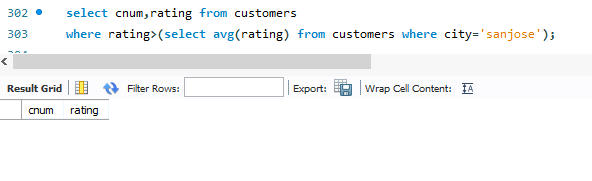 302 select cnum,rating from customers
303 where rating>(select avg(rating) from customers where city='sanjose');
Result Grid Filter Rows: Export: Wrap Cell Content:
cnum rating